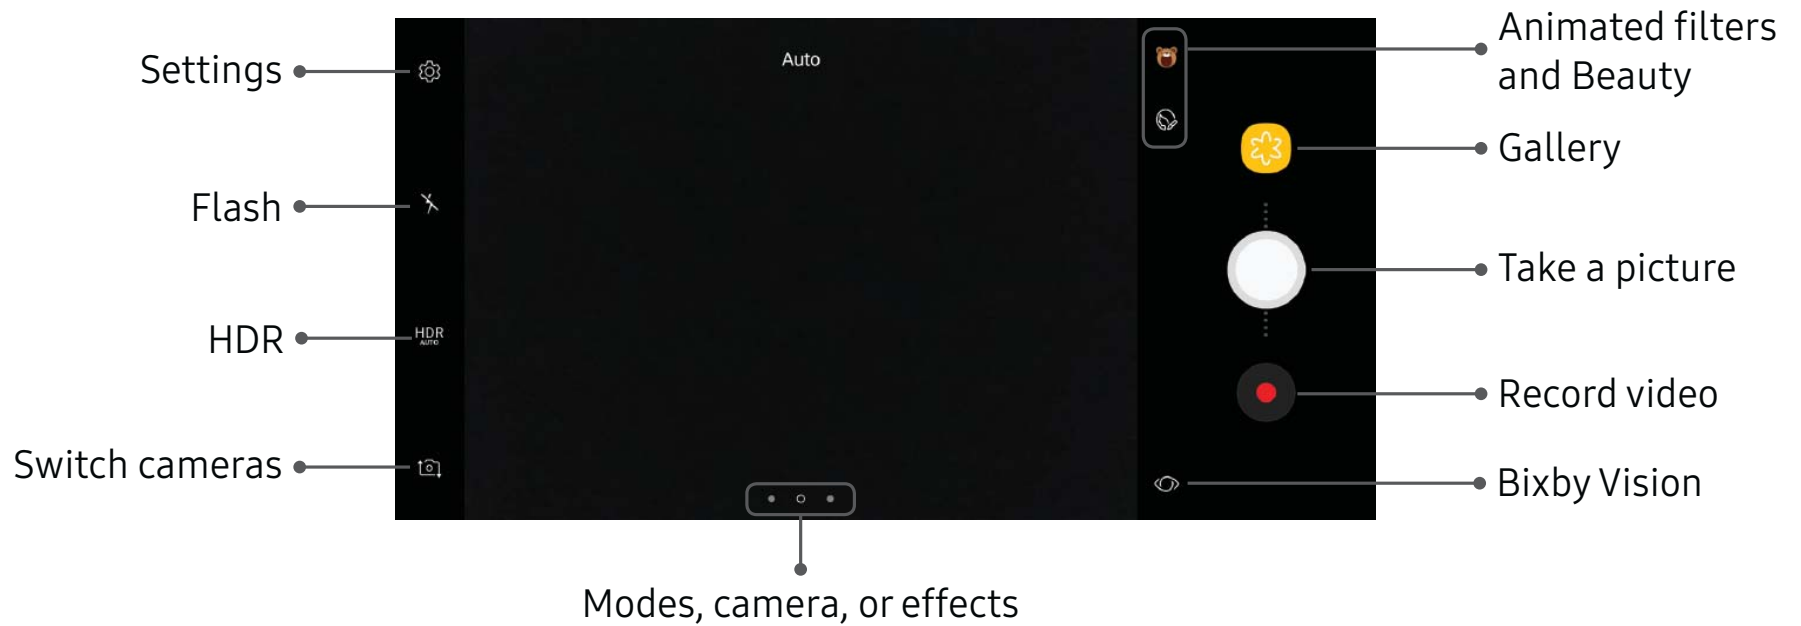 Settings
Flash
HDR
Switch cameras
Auto
HDR
AUTO
Animated filters
and Beauty
Gallery
Take a picture
Record video
Bixby Vision
Modes, camera, or effects